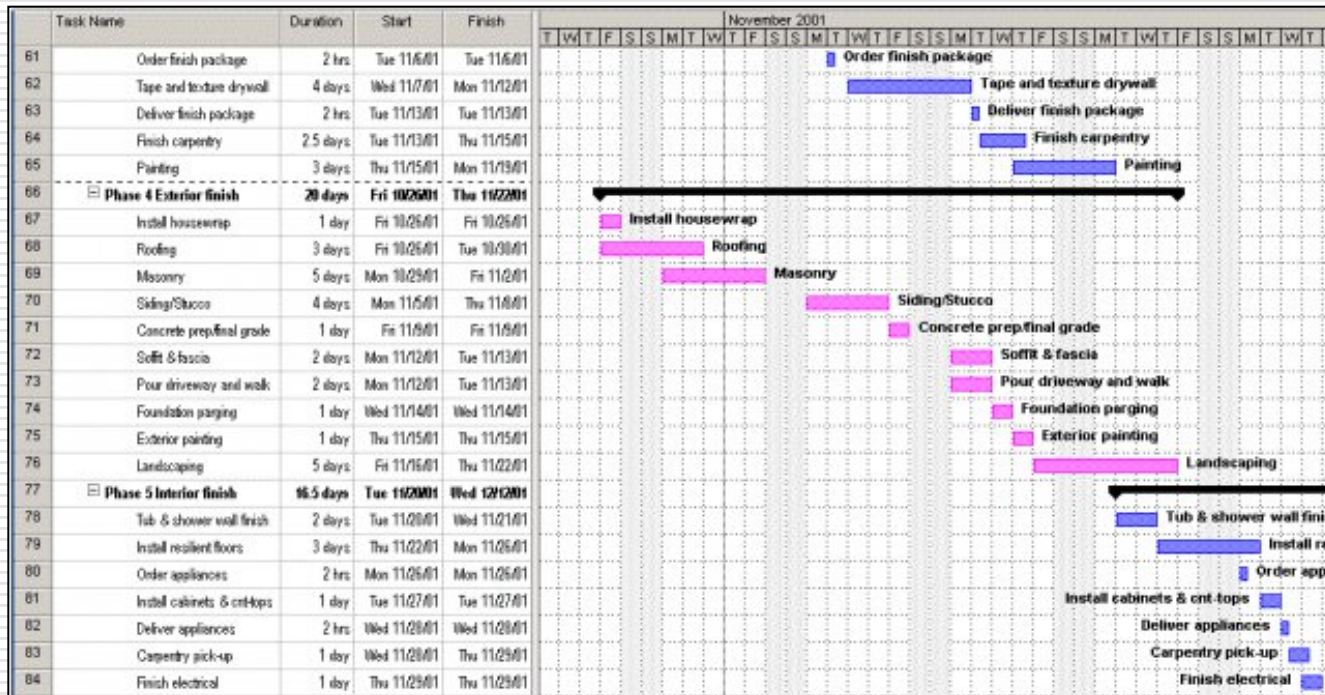 Task Name Duration Start Finish November 2001
T W T F S S M T W T F S S M T W T F S S M T W T F S S M T W T F S S M T W T
61 Order finish package 2 hrs Tue 11/6/01 Tue 11/6/01 Order finish package
62 Tape and texture drywall 4 days Wed 11/7/01 Mon 11/12/01 Tape and texture drywall
63 Deliver finish package 2 hrs Tue 11/13/01 Tue 11/13/01 Deliver finish package
64 Finish carpentry 2.5 days Tue 11/13/01 Thu 11/15/01 Finish carpentry
65 Painting 3 days Thu 11/15/01 Mon 11/19/01 Painting
66 Phase 4 Exterior finish 20 days Fri 10/26/01 Thu 11/22/01
67 Install housewrap 1 day Fri 10/26/01 Fri 10/26/01 Install housewrap
68 Roofing 3 days Fri 10/26/01 Tue 10/30/01 Roofing
69 Masonry 5 days Mon 10/29/01 Fri 11/2/01 Masonry
70 Siding/Stucco 4 days Mon 11/5/01 Thu 11/8/01 Siding/Stucco
71 Concrete prep/final grade 1 day Fri 11/9/01 Fri 11/9/01 Concrete prep/final grade
72 Soffit & fascia 2 days Mon 11/12/01 Tue 11/13/01 Soffit & fascia
73 Pour driveway and walk 2 days Mon 11/12/01 Tue 11/13/01 Pour driveway and walk
74 Foundation parging 1 day Wed 11/14/01 Wed 11/14/01 Foundation parging
75 Exterior painting 1 day Thu 11/15/01 Thu 11/15/01 Exterior painting
76 Landscaping 5 days Fri 11/16/01 Thu 11/22/01 Landscaping
77 Phase 5 Interior finish 16.5 days Tue 11/20/01 Wed 12/12/01
78 Tub & shower wall finish 2 days Tue 11/20/01 Wed 11/21/01 Tub & shower wall fini
79 Install resilient floors 3 days Thu 11/22/01 Mon 11/26/01 Install re
80 Order appliances 2 hrs Mon 11/26/01 Mon 11/26/01 Order app
81 Install cabinets & cnt-tops 1 day Tue 11/27/01 Tue 11/27/01 Install cabinets & cnt-tops
82 Deliver appliances 2 hrs Wed 11/28/01 Wed 11/28/01 Deliver appliances
83 Carpentry pick-up 1 day Wed 11/28/01 Thu 11/29/01 Carpentry pick-up
84 Finish electrical 1 day Thu 11/29/01 Thu 11/29/01 Finish electrical